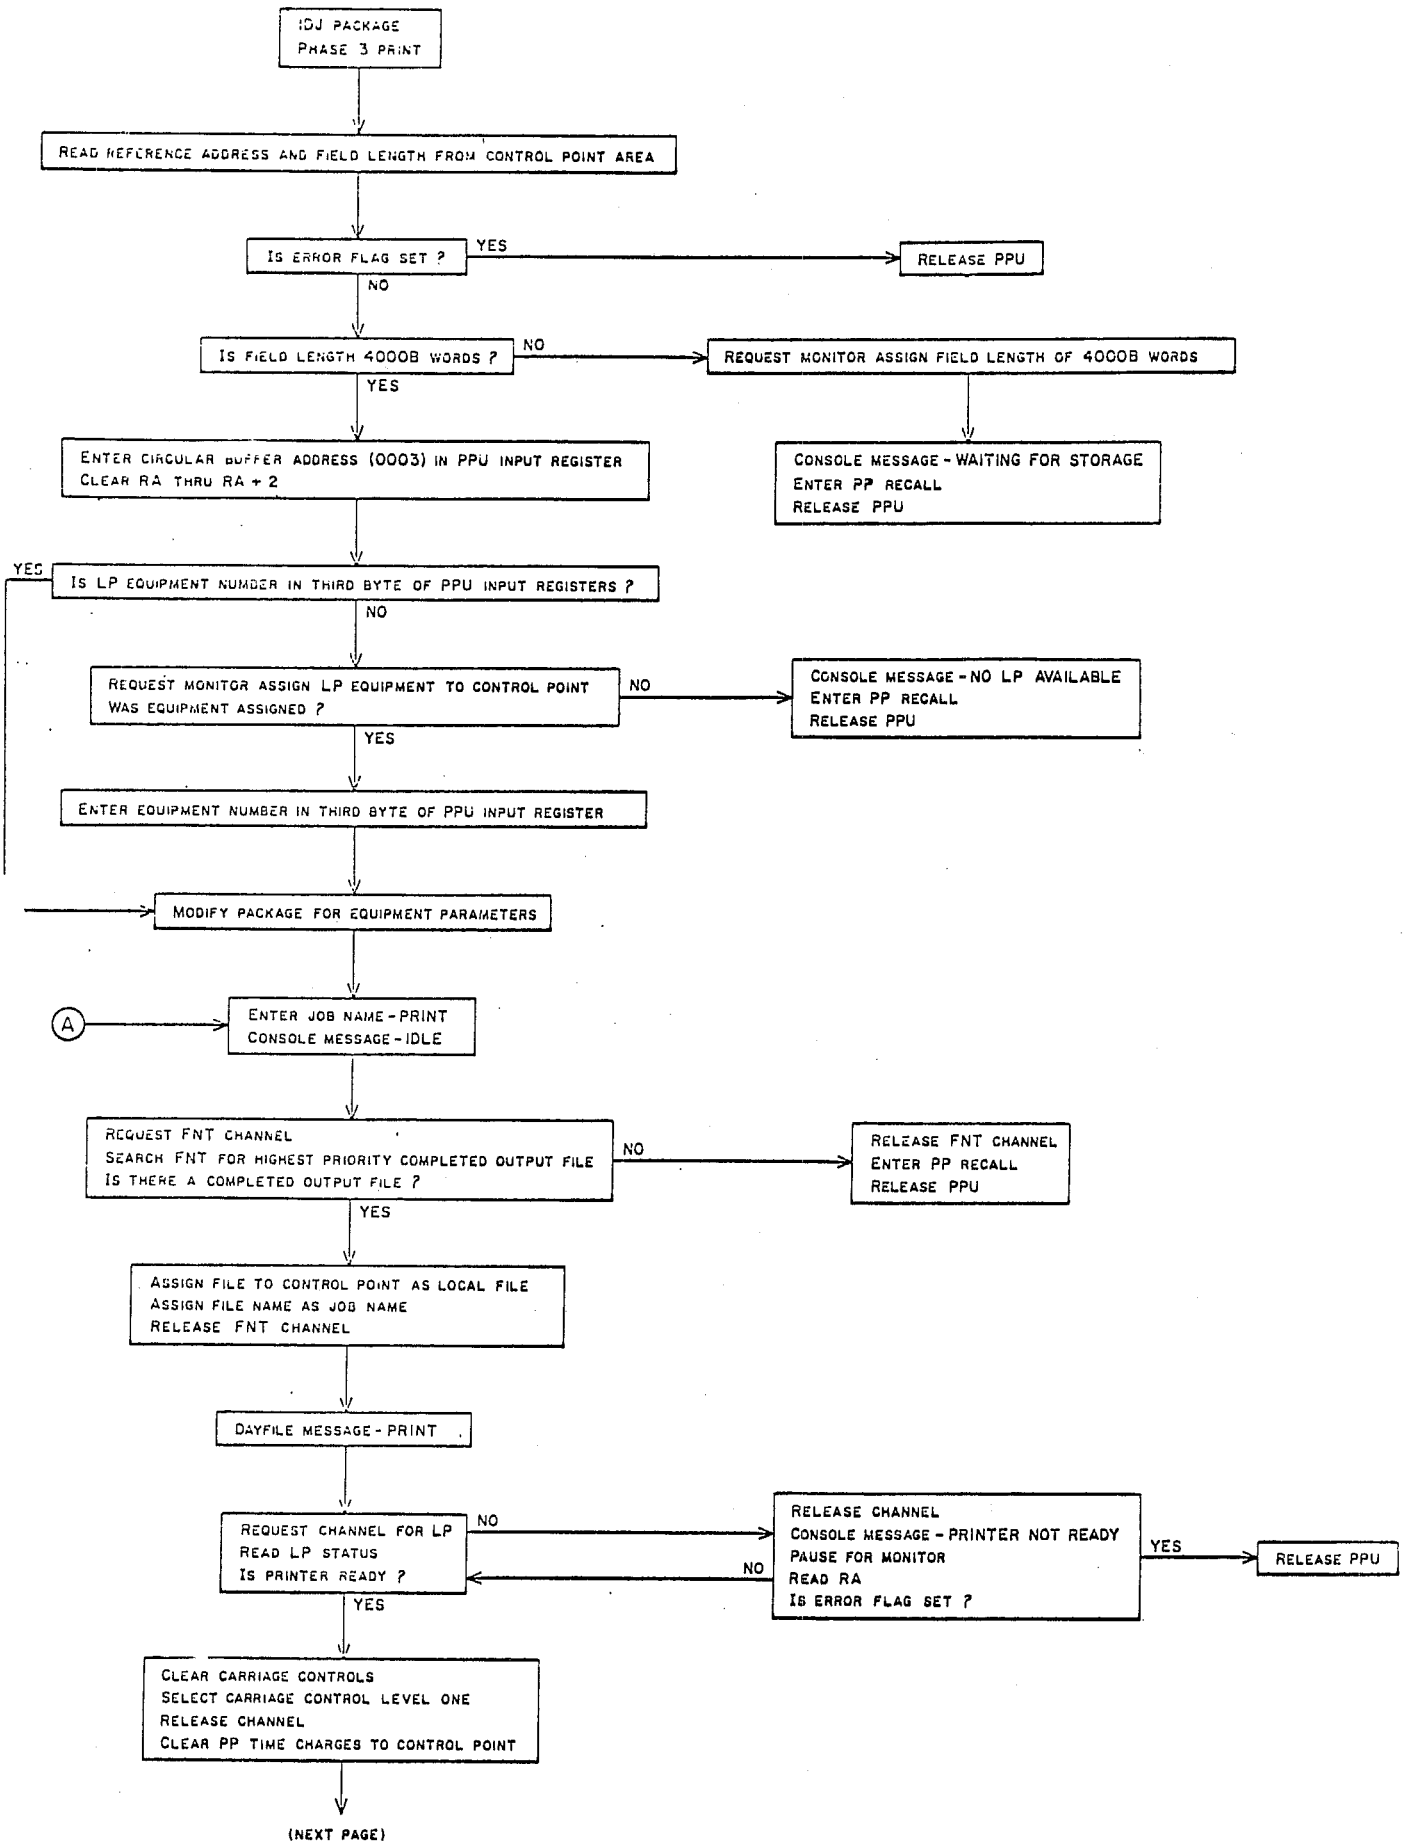 IDJ PACKAGE
PHASE 3 PRINT
READ REFERENCE ADDRESS AND FIELD LENGTH FROM CONTROL POINT AREA
IS ERROR FLAG SET ?
YES
RELEASE PPU
NO
IS FIELD LENGTH 4000B WORDS ?
NO
REQUEST MONITOR ASSIGN FIELD LENGTH OF 4000B WORDS
YES
ENTER CIRCULAR BUFFER ADDRESS (0003) IN PPU INPUT REGISTER
CLEAR RA THRU RA + 2
CONSOLE MESSAGE - WAITING FOR STORAGE
ENTER PP RECALL
RELEASE PPU
YES
IS LP EQUIPMENT NUMBER IN THIRD BYTE OF PPU INPUT REGISTERS ?
NO
REQUEST MONITOR ASSIGN LP EQUIPMENT TO CONTROL POINT
WAS EQUIPMENT ASSIGNED ?
NO
CONSOLE MESSAGE - NO LP AVAILABLE
ENTER PP RECALL
RELEASE PPU
YES
ENTER EQUIPMENT NUMBER IN THIRD BYTE OF PPU INPUT REGISTER
MODIFY PACKAGE FOR EQUIPMENT PARAMETERS
A
ENTER JOB NAME - PRINT
CONSOLE MESSAGE - IDLE
REQUEST FNT CHANNEL
SEARCH FNT FOR HIGHEST PRIORITY COMPLETED OUTPUT FILE
IS THERE A COMPLETED OUTPUT FILE ?
NO
RELEASE FNT CHANNEL
ENTER PP RECALL
RELEASE PPU
YES
ASSIGN FILE TO CONTROL POINT AS LOCAL FILE
ASSIGN FILE NAME AS JOB NAME
RELEASE FNT CHANNEL
DAYFILE MESSAGE - PRINT
REQUEST CHANNEL FOR LP
READ LP STATUS
IS PRINTER READY ?
NO
NO
RELEASE CHANNEL
CONSOLE MESSAGE - PRINTER NOT READY
PAUSE FOR MONITOR
READ RA
IS ERROR FLAG SET ?
YES
RELEASE PPU
YES
CLEAR CARRIAGE CONTROLS
SELECT CARRIAGE CONTROL LEVEL ONE
RELEASE CHANNEL
CLEAR PP TIME CHARGES TO CONTROL POINT
(NEXT PAGE)